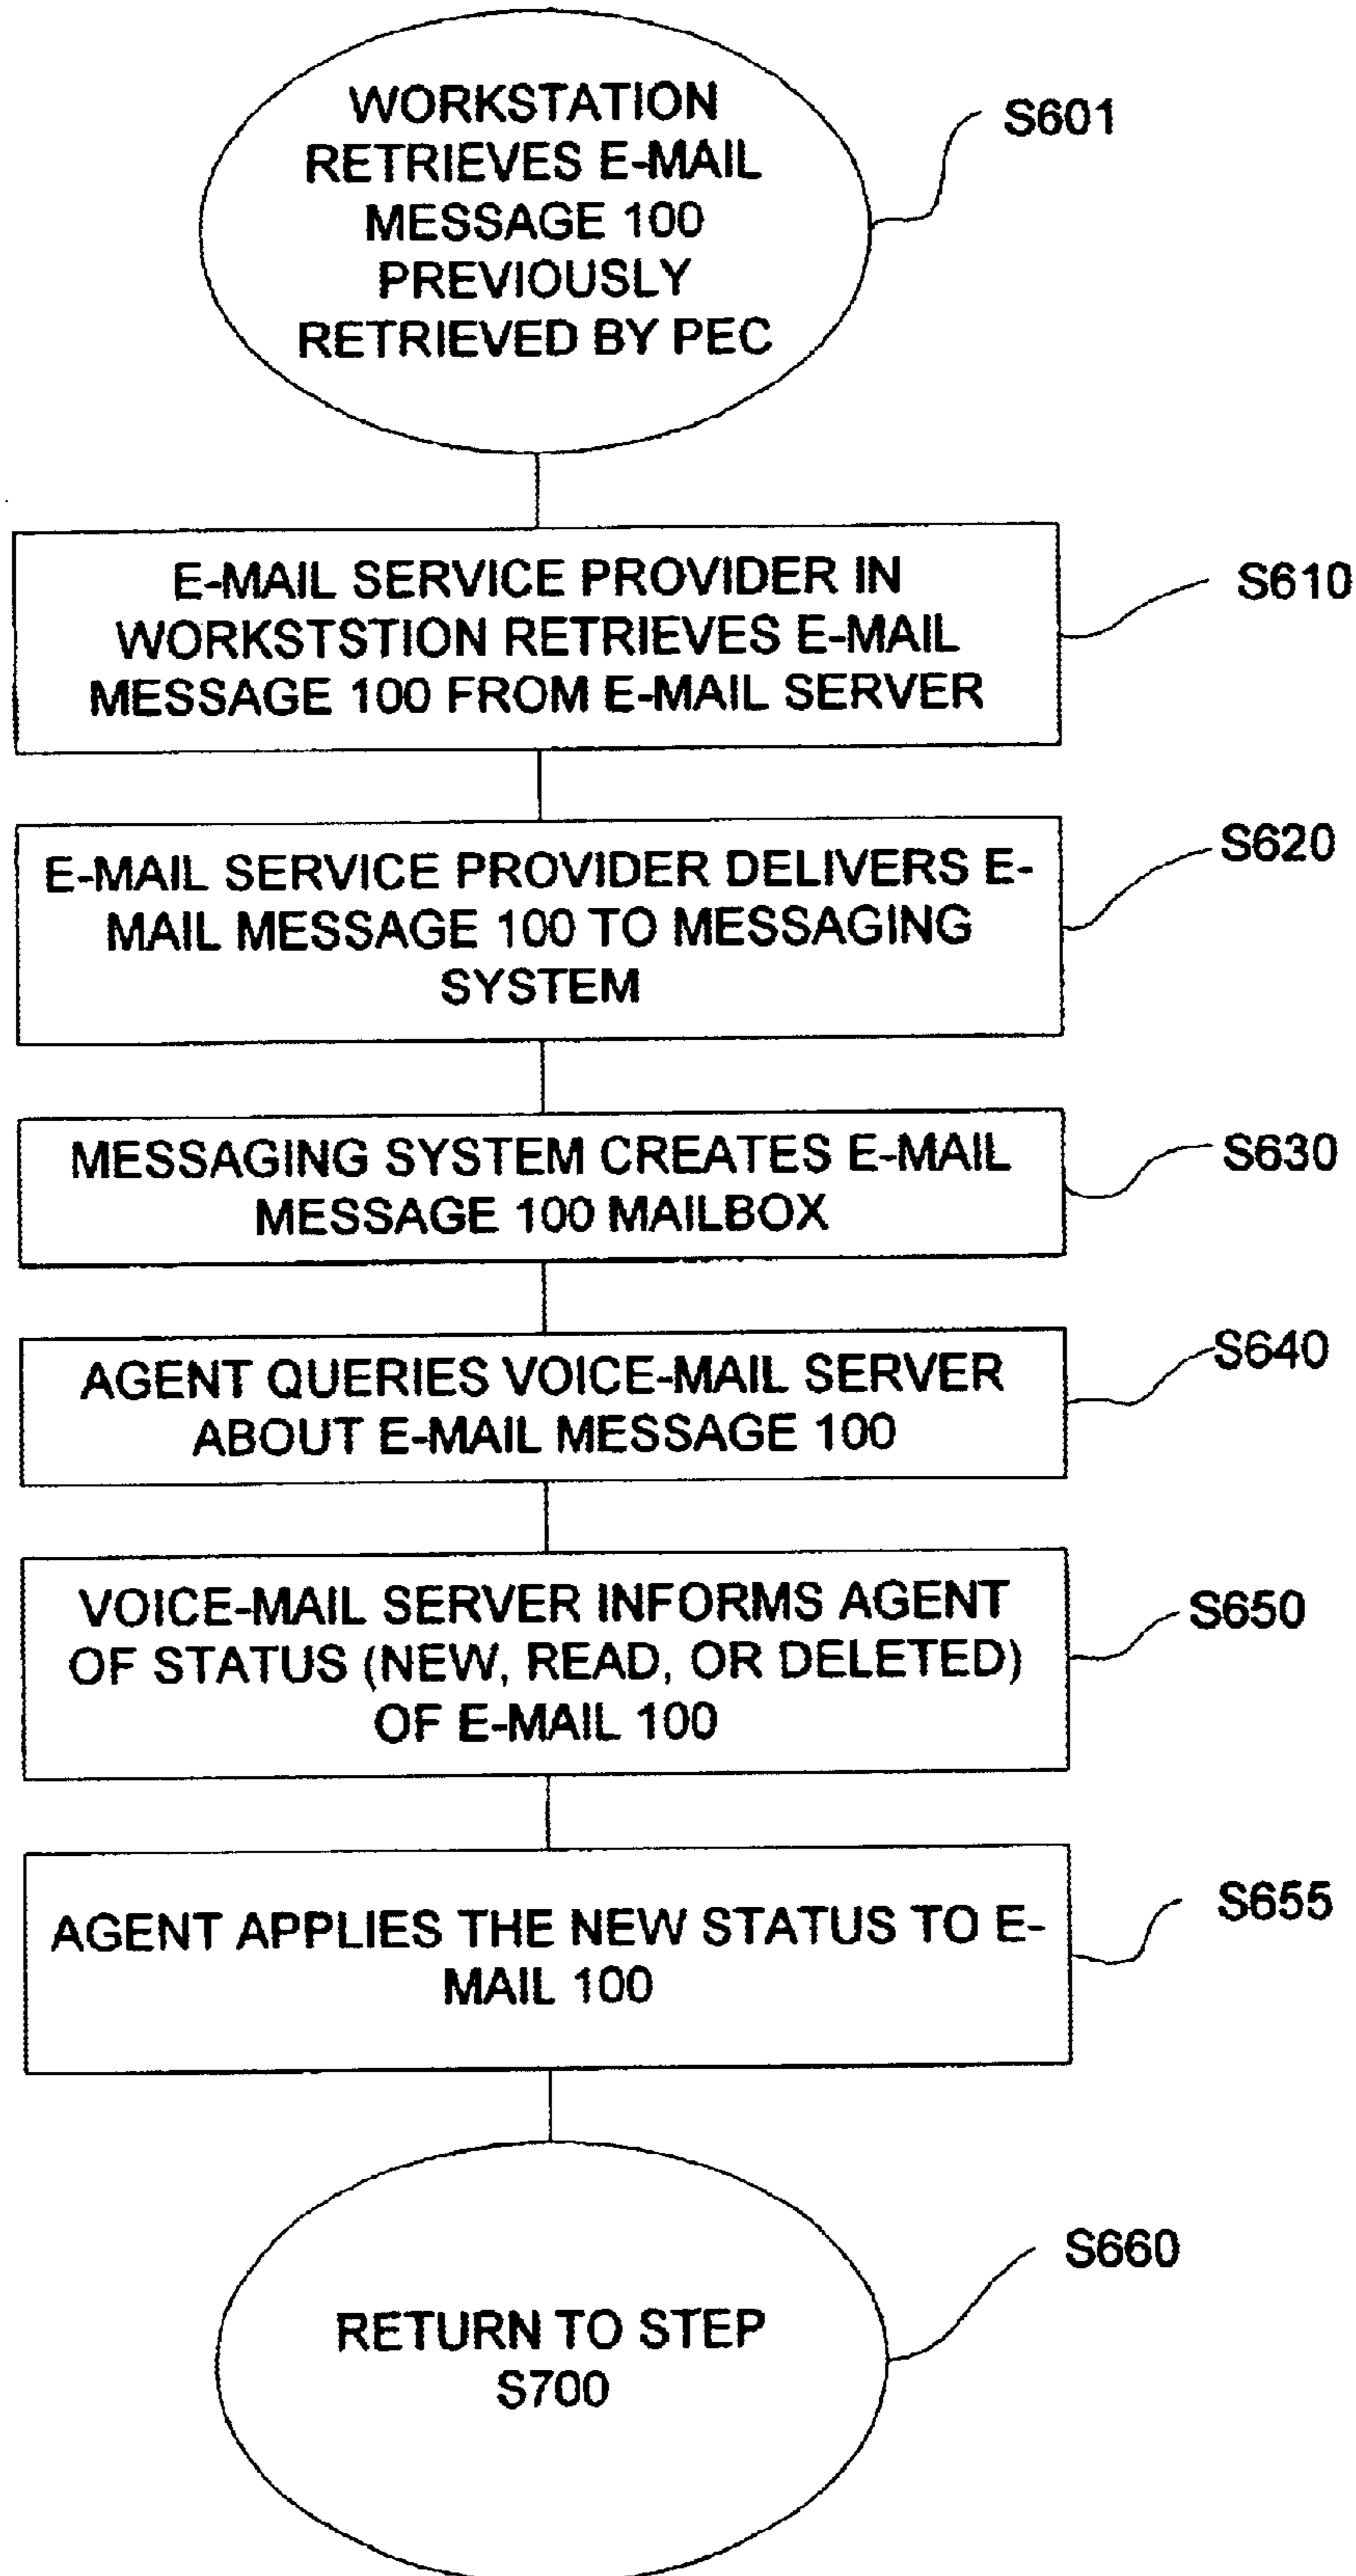 WORKSTATION
RETRIEVES E-MAIL
MESSAGE 100
PREVIOUSLY
RETRIEVED BY PEC
S601
E-MAIL SERVICE PROVIDER IN
WORKSTSTION RETRIEVES E-MAIL
MESSAGE 100 FROM E-MAIL SERVER
S610
E-MAIL SERVICE PROVIDER DELIVERS E-
MAIL MESSAGE 100 TO MESSAGING
SYSTEM
S620
MESSAGING SYSTEM CREATES E-MAIL
MESSAGE 100 MAILBOX
S630
AGENT QUERIES VOICE-MAIL SERVER
ABOUT E-MAIL MESSAGE 100
S640
VOICE-MAIL SERVER INFORMS AGENT
OF STATUS (NEW, READ, OR DELETED)
OF E-MAIL 100
S650
AGENT APPLIES THE NEW STATUS TO E-
MAIL 100
S655
RETURN TO STEP
S700
S660